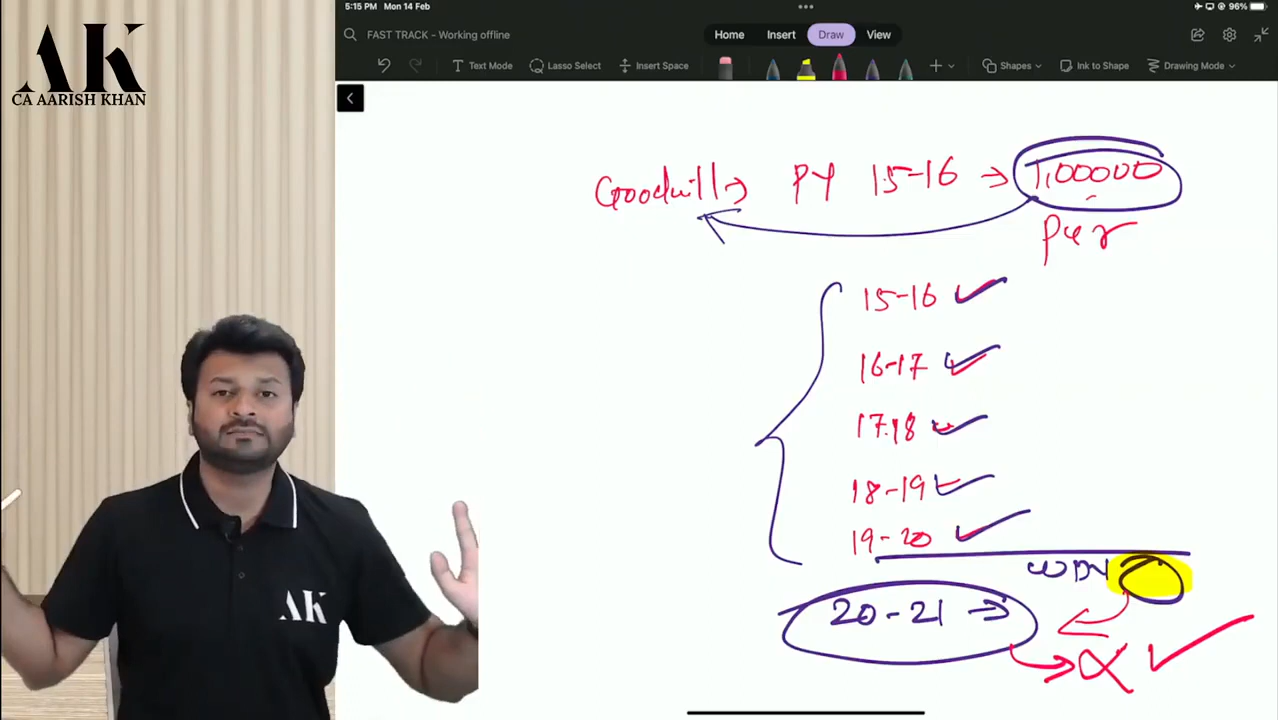 5:15 PM Mon 14 Feb
96%
AK
CA AARISH KHAN
FAST TRACK - Working offline
Home Insert Draw View
Text Mode Lasso Select Insert Space Shapes Ink to Shape Drawing Mode
Goodwill → PY 15-16 → 1,00000
Pur
15-16 ✓
16-17 ✓
17.18 ✓
18-19 ✓
19-20 ✓
WDV
20-21 →
AK